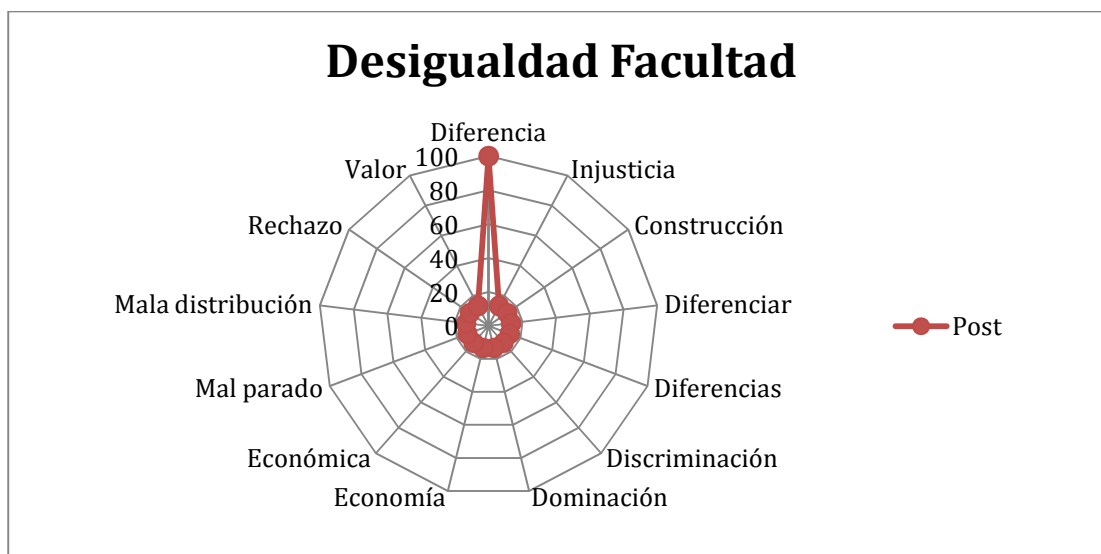 Desigualdad Facultad
Diferencia
Injusticia
Construcción
Diferenciar
Diferencias
Discriminación
Dominación
Economía
Económica
Mal parado
Mala distribución
Rechazo
Valor
100
80
60
40
20
0
Post